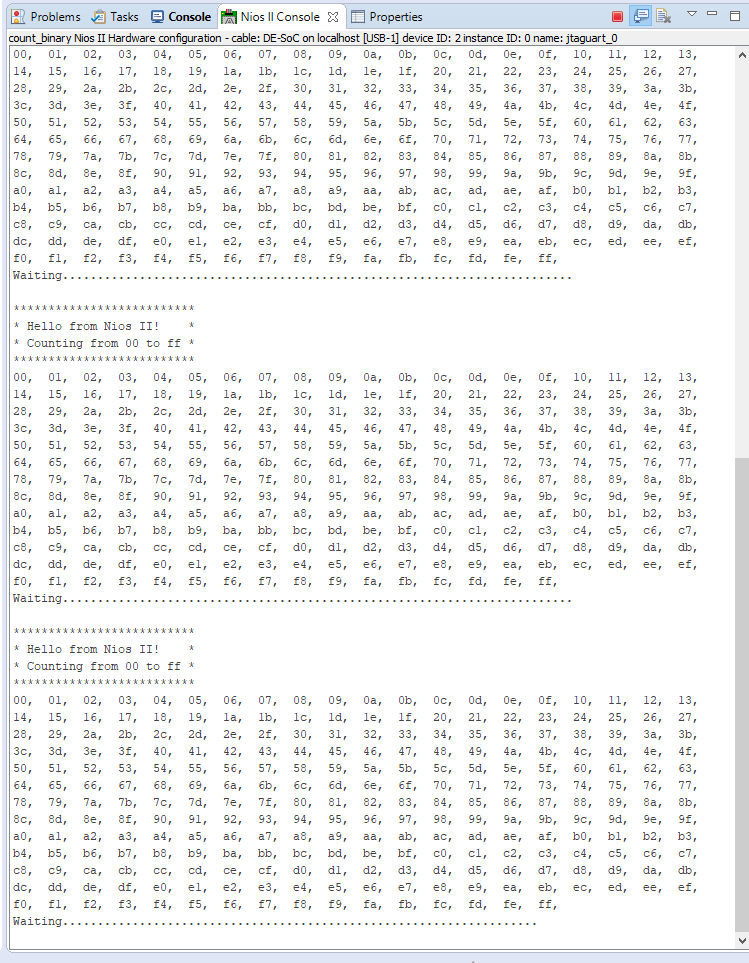 Problems Tasks Console Nios II Console Properties
count_binary Nios II Hardware configuration - cable: DE-SoC on localhost [USB-1] device ID: 2 instance ID: 0 name: jtaguart_0
00,  01,  02,  03,  04,  05,  06,  07,  08,  09,  0a,  0b,  0c,  0d,  0e,  0f,  10,  11,  12,  13,
14,  15,  16,  17,  18,  19,  1a,  1b,  1c,  1d,  1e,  1f,  20,  21,  22,  23,  24,  25,  26,  27,
28,  29,  2a,  2b,  2c,  2d,  2e,  2f,  30,  31,  32,  33,  34,  35,  36,  37,  38,  39,  3a,  3b,
3c,  3d,  3e,  3f,  40,  41,  42,  43,  44,  45,  46,  47,  48,  49,  4a,  4b,  4c,  4d,  4e,  4f,
50,  51,  52,  53,  54,  55,  56,  57,  58,  59,  5a,  5b,  5c,  5d,  5e,  5f,  60,  61,  62,  63,
64,  65,  66,  67,  68,  69,  6a,  6b,  6c,  6d,  6e,  6f,  70,  71,  72,  73,  74,  75,  76,  77,
78,  79,  7a,  7b,  7c,  7d,  7e,  7f,  80,  81,  82,  83,  84,  85,  86,  87,  88,  89,  8a,  8b,
8c,  8d,  8e,  8f,  90,  91,  92,  93,  94,  95,  96,  97,  98,  99,  9a,  9b,  9c,  9d,  9e,  9f,
a0,  a1,  a2,  a3,  a4,  a5,  a6,  a7,  a8,  a9,  aa,  ab,  ac,  ad,  ae,  af,  b0,  b1,  b2,  b3,
b4,  b5,  b6,  b7,  b8,  b9,  ba,  bb,  bc,  bd,  be,  bf,  c0,  c1,  c2,  c3,  c4,  c5,  c6,  c7,
c8,  c9,  ca,  cb,  cc,  cd,  ce,  cf,  d0,  d1,  d2,  d3,  d4,  d5,  d6,  d7,  d8,  d9,  da,  db,
dc,  dd,  de,  df,  e0,  e1,  e2,  e3,  e4,  e5,  e6,  e7,  e8,  e9,  ea,  eb,  ec,  ed,  ee,  ef,
f0,  f1,  f2,  f3,  f4,  f5,  f6,  f7,  f8,  f9,  fa,  fb,  fc,  fd,  fe,  ff,
Waiting.........................................................................
**************************
* Hello from Nios II!    *
* Counting from 00 to ff *
**************************
00,  01,  02,  03,  04,  05,  06,  07,  08,  09,  0a,  0b,  0c,  0d,  0e,  0f,  10,  11,  12,  13,
14,  15,  16,  17,  18,  19,  1a,  1b,  1c,  1d,  1e,  1f,  20,  21,  22,  23,  24,  25,  26,  27,
28,  29,  2a,  2b,  2c,  2d,  2e,  2f,  30,  31,  32,  33,  34,  35,  36,  37,  38,  39,  3a,  3b,
3c,  3d,  3e,  3f,  40,  41,  42,  43,  44,  45,  46,  47,  48,  49,  4a,  4b,  4c,  4d,  4e,  4f,
50,  51,  52,  53,  54,  55,  56,  57,  58,  59,  5a,  5b,  5c,  5d,  5e,  5f,  60,  61,  62,  63,
64,  65,  66,  67,  68,  69,  6a,  6b,  6c,  6d,  6e,  6f,  70,  71,  72,  73,  74,  75,  76,  77,
78,  79,  7a,  7b,  7c,  7d,  7e,  7f,  80,  81,  82,  83,  84,  85,  86,  87,  88,  89,  8a,  8b,
8c,  8d,  8e,  8f,  90,  91,  92,  93,  94,  95,  96,  97,  98,  99,  9a,  9b,  9c,  9d,  9e,  9f,
a0,  a1,  a2,  a3,  a4,  a5,  a6,  a7,  a8,  a9,  aa,  ab,  ac,  ad,  ae,  af,  b0,  b1,  b2,  b3,
b4,  b5,  b6,  b7,  b8,  b9,  ba,  bb,  bc,  bd,  be,  bf,  c0,  c1,  c2,  c3,  c4,  c5,  c6,  c7,
c8,  c9,  ca,  cb,  cc,  cd,  ce,  cf,  d0,  d1,  d2,  d3,  d4,  d5,  d6,  d7,  d8,  d9,  da,  db,
dc,  dd,  de,  df,  e0,  e1,  e2,  e3,  e4,  e5,  e6,  e7,  e8,  e9,  ea,  eb,  ec,  ed,  ee,  ef,
f0,  f1,  f2,  f3,  f4,  f5,  f6,  f7,  f8,  f9,  fa,  fb,  fc,  fd,  fe,  ff,
Waiting.........................................................................
**************************
* Hello from Nios II!    *
* Counting from 00 to ff *
**************************
00,  01,  02,  03,  04,  05,  06,  07,  08,  09,  0a,  0b,  0c,  0d,  0e,  0f,  10,  11,  12,  13,
14,  15,  16,  17,  18,  19,  1a,  1b,  1c,  1d,  1e,  1f,  20,  21,  22,  23,  24,  25,  26,  27,
28,  29,  2a,  2b,  2c,  2d,  2e,  2f,  30,  31,  32,  33,  34,  35,  36,  37,  38,  39,  3a,  3b,
3c,  3d,  3e,  3f,  40,  41,  42,  43,  44,  45,  46,  47,  48,  49,  4a,  4b,  4c,  4d,  4e,  4f,
50,  51,  52,  53,  54,  55,  56,  57,  58,  59,  5a,  5b,  5c,  5d,  5e,  5f,  60,  61,  62,  63,
64,  65,  66,  67,  68,  69,  6a,  6b,  6c,  6d,  6e,  6f,  70,  71,  72,  73,  74,  75,  76,  77,
78,  79,  7a,  7b,  7c,  7d,  7e,  7f,  80,  81,  82,  83,  84,  85,  86,  87,  88,  89,  8a,  8b,
8c,  8d,  8e,  8f,  90,  91,  92,  93,  94,  95,  96,  97,  98,  99,  9a,  9b,  9c,  9d,  9e,  9f,
a0,  a1,  a2,  a3,  a4,  a5,  a6,  a7,  a8,  a9,  aa,  ab,  ac,  ad,  ae,  af,  b0,  b1,  b2,  b3,
b4,  b5,  b6,  b7,  b8,  b9,  ba,  bb,  bc,  bd,  be,  bf,  c0,  c1,  c2,  c3,  c4,  c5,  c6,  c7,
c8,  c9,  ca,  cb,  cc,  cd,  ce,  cf,  d0,  d1,  d2,  d3,  d4,  d5,  d6,  d7,  d8,  d9,  da,  db,
dc,  dd,  de,  df,  e0,  e1,  e2,  e3,  e4,  e5,  e6,  e7,  e8,  e9,  ea,  eb,  ec,  ed,  ee,  ef,
f0,  f1,  f2,  f3,  f4,  f5,  f6,  f7,  f8,  f9,  fa,  fb,  fc,  fd,  fe,  ff,
Waiting....................................................................